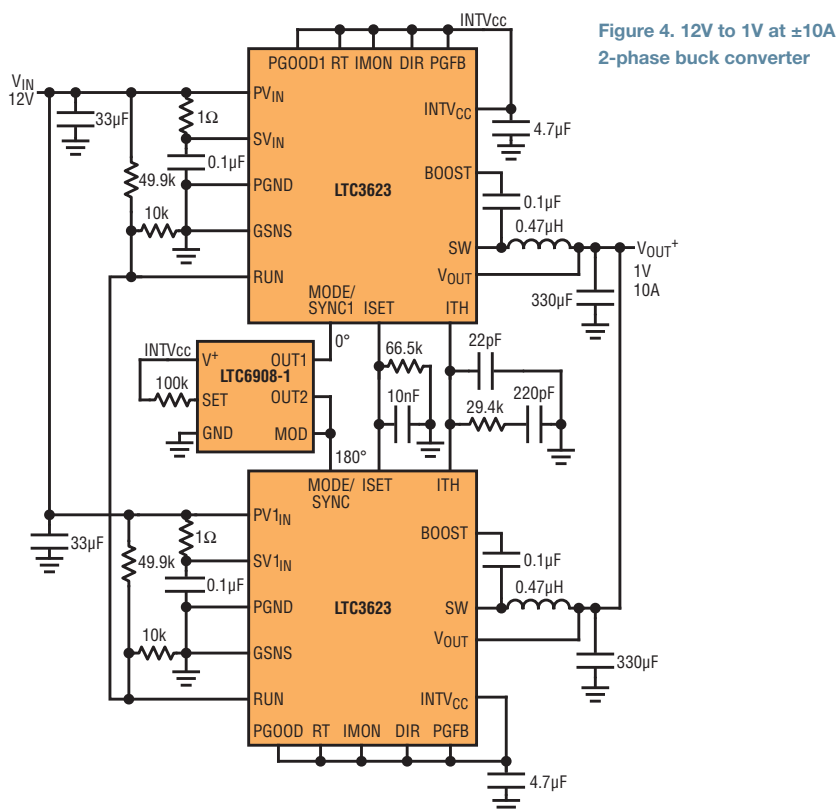 Figure 4. 12V to 1V at ±10A
2-phase buck converter
INTVcc
PGOOD1 RT IMON DIR PGFB
VIN
12V
33µF
1Ω
PVIN
SVIN
0.1µF
49.9k
PGND
10k
GSNS
RUN
LTC3623
INTVCC
4.7µF
BOOST
0.1µF
0.47µH
SW
VOUT
VOUT+
1V
10A
330µF
MODE/
SYNC1
ISET
ITH
0°
66.5k
10nF
22pF
220pF
29.4k
INTVcc
V+
OUT1
LTC6908-1
100k
SET
OUT2
GND
MOD
180°
MODE/
SYNC
ISET
ITH
33µF
1Ω
PV1IN
SV1IN
0.1µF
49.9k
PGND
10k
GSNS
RUN
LTC3623
BOOST
0.1µF
0.47µH
SW
VOUT
330µF
INTVCC
PGOOD RT IMON DIR PGFB
4.7µF